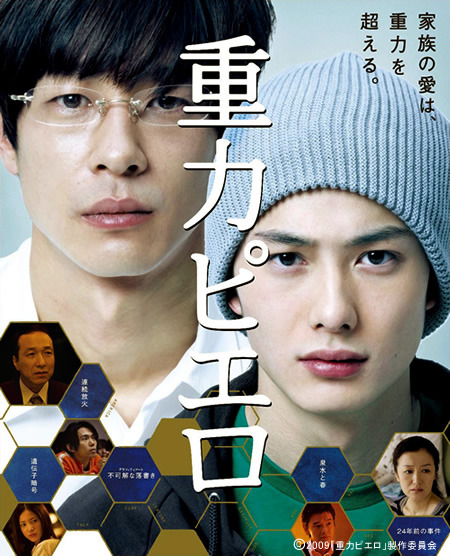 家族の愛は、
重力を
超える。
重力ピエロ
連続放火
遺伝子暗号
グラフィティアート
不可解な落書き
泉水と春
24年前の事件
©2009「重力ピエロ」製作委員会